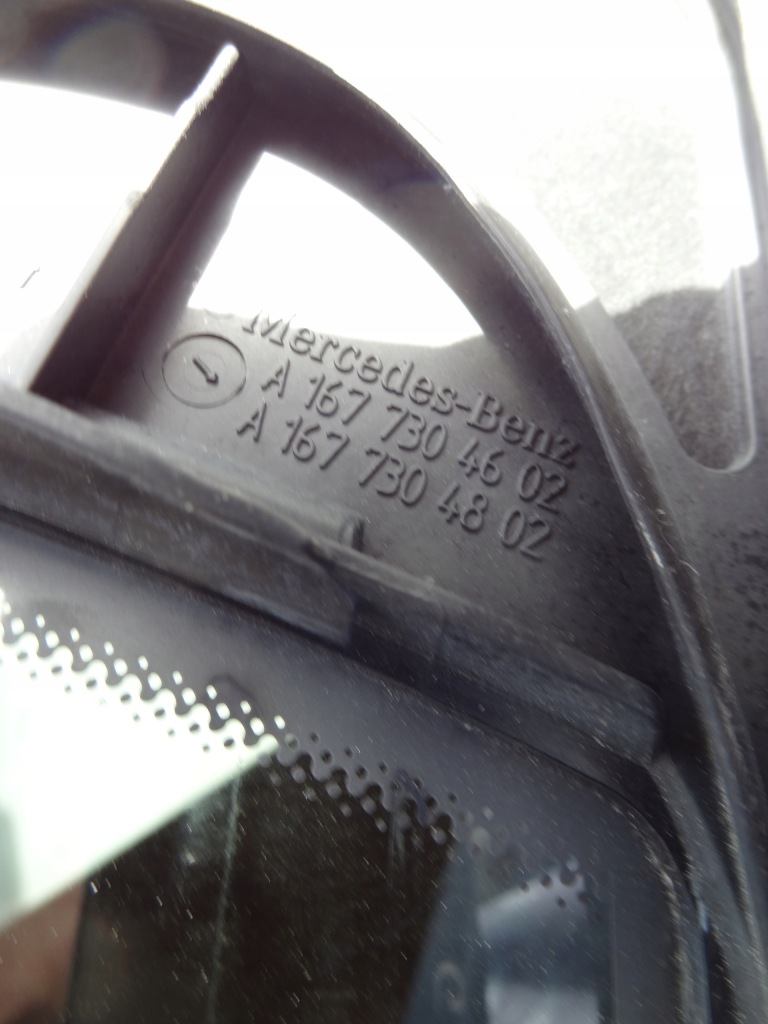 Mercedes-Benz
A 167 730 46 02
A 167 730 48 02